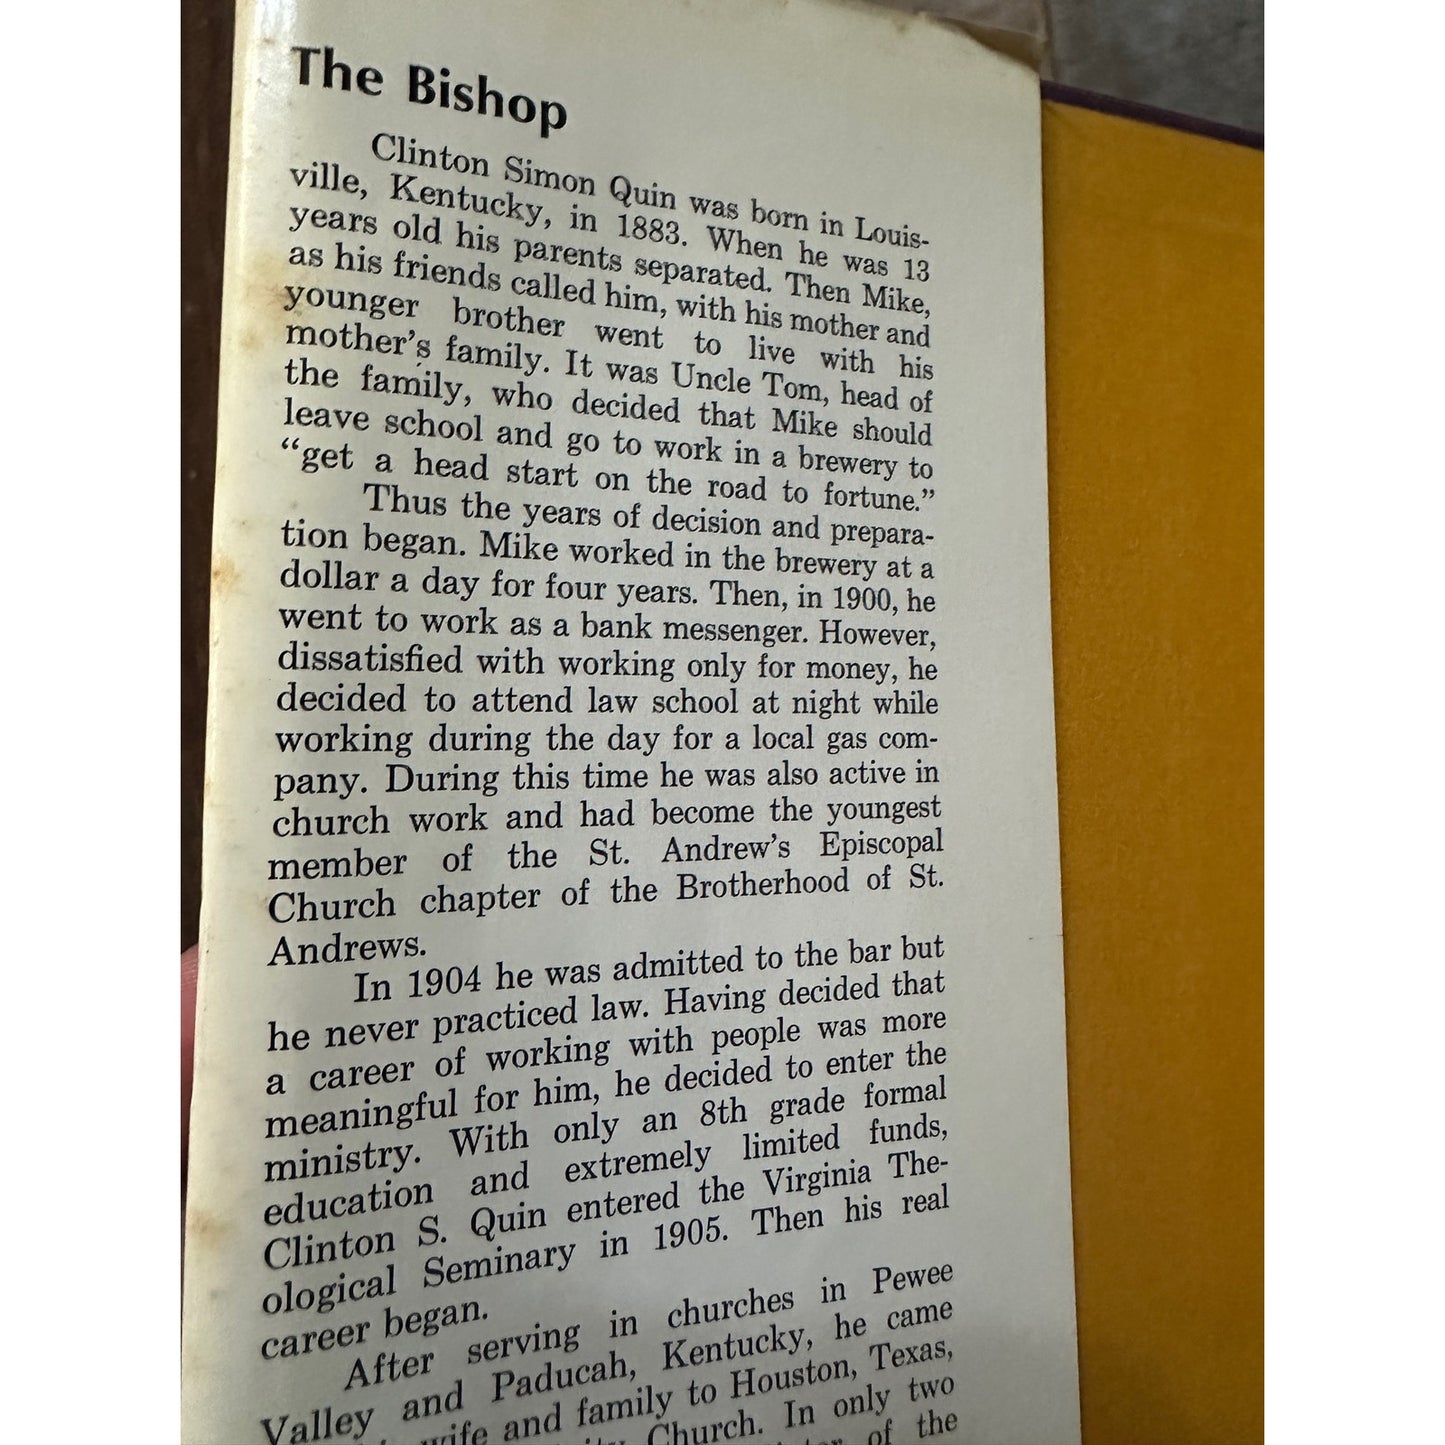 The Bishop
Clinton Simon Quin was born in Louis-
ville, Kentucky, in 1883. When he was 13
years old his parents separated. Then Mike,
as his friends called him, with his mother and
younger brother went to live with his
mother's family. It was Uncle Tom, head of
the family, who decided that Mike should
leave school and go to work in a brewery to
“get a head start on the road to fortune.”
Thus the years of decision and prepara-
tion began. Mike worked in the brewery at a
dollar a day for four years. Then, in 1900, he
went to work as a bank messenger. However,
dissatisfied with working only for money, he
decided to attend law school at night while
working during the day for a local gas com-
pany. During this time he was also active in
church work and had become the youngest
member of the St. Andrew's Episcopal
Church chapter of the Brotherhood of St.
Andrews.
In 1904 he was admitted to the bar but
he never practiced law. Having decided that
a career of working with people was more
meaningful for him, he decided to enter the
ministry. With only an 8th grade formal
education and extremely limited funds,
Clinton S. Quin entered the Virginia The-
ological Seminary in 1905. Then his real
career began.
After serving in churches in Pewee
Valley and Paducah, Kentucky, he came
wife and family to Houston, Texas,
Church. In only two
of the